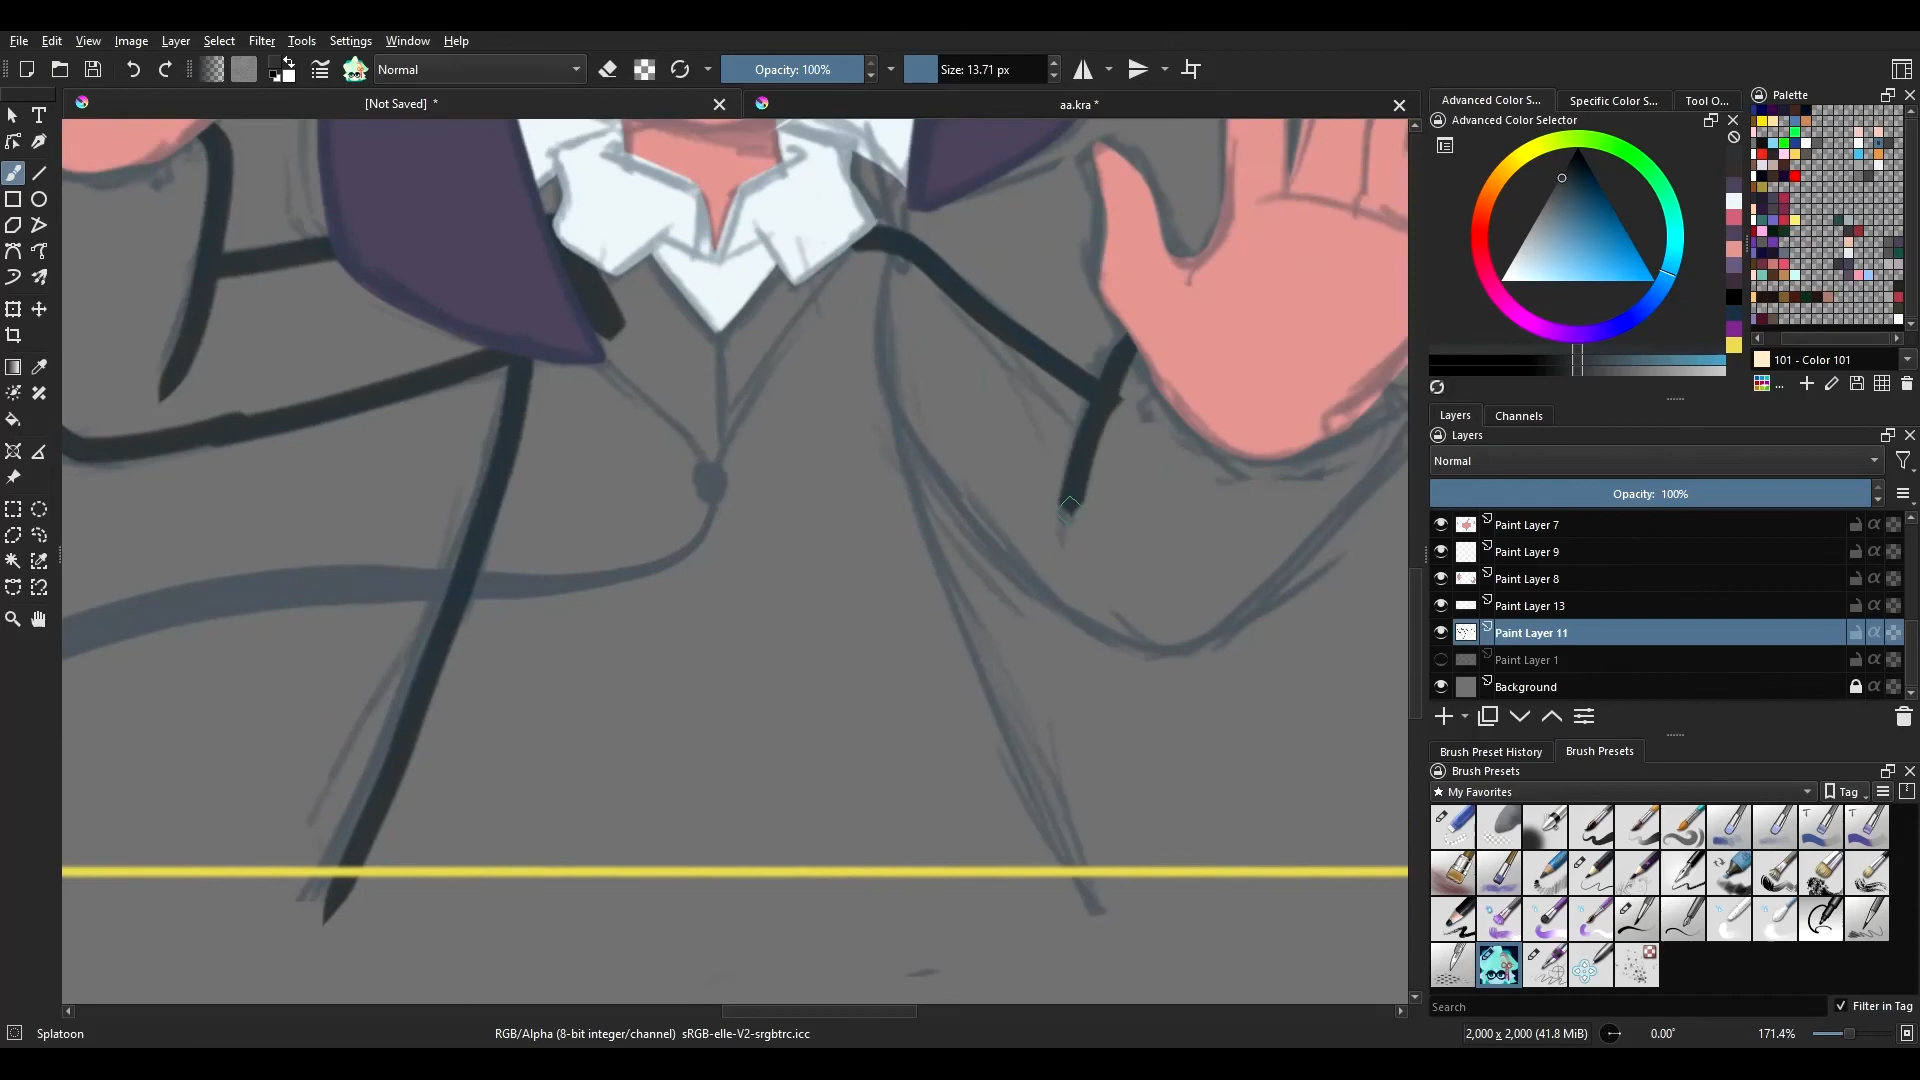 File Edit View Image Layer Select Filter Tools Settings Window Help
Normal
Opacity: 100%
Size: 13.71 px
[Not Saved] *
aa.kra *
Advanced Color S...
Specific Color S...
Tool O...
Palette
Advanced Color Selector
101 - Color 101
...
Layers
Channels
Layers
Normal
Opacity: 100%
Paint Layer 7
Paint Layer 9
Paint Layer 8
Paint Layer 13
Paint Layer 11
Paint Layer 1
Background
Brush Preset History
Brush Presets
Brush Presets
★ My Favorites
Tag
Search
Filter in Tag
Splatoon
RGB/Alpha (8-bit integer/channel) sRGB-elle-V2-srgbtrc.icc
2,000 x 2,000 (41.8 MiB)
0.00°
171.4%